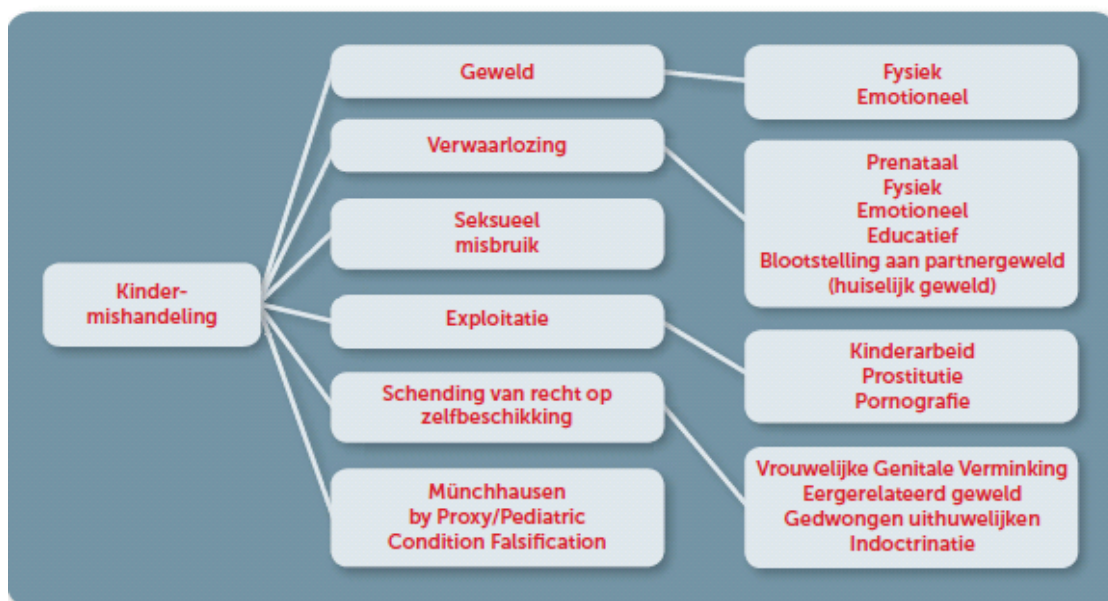 Kinder-
mishandeling
Geweld
Fysiek
Emotioneel
Verwaarlozing
Prenataal
Fysiek
Emotioneel
Educatief
Blootstelling aan partnergeweld
(huiselijk geweld)
Seksueel
misbruik
Exploitatie
Kinderarbeid
Prostitutie
Pornografie
Schending van recht op
zelfbeschikking
Vrouwelijke Genitale Verminking
Eergerelateerd geweld
Gedwongen uithuwelijken
Indoctrinatie
Münchhausen
by Proxy/Pediatric
Condition Falsification